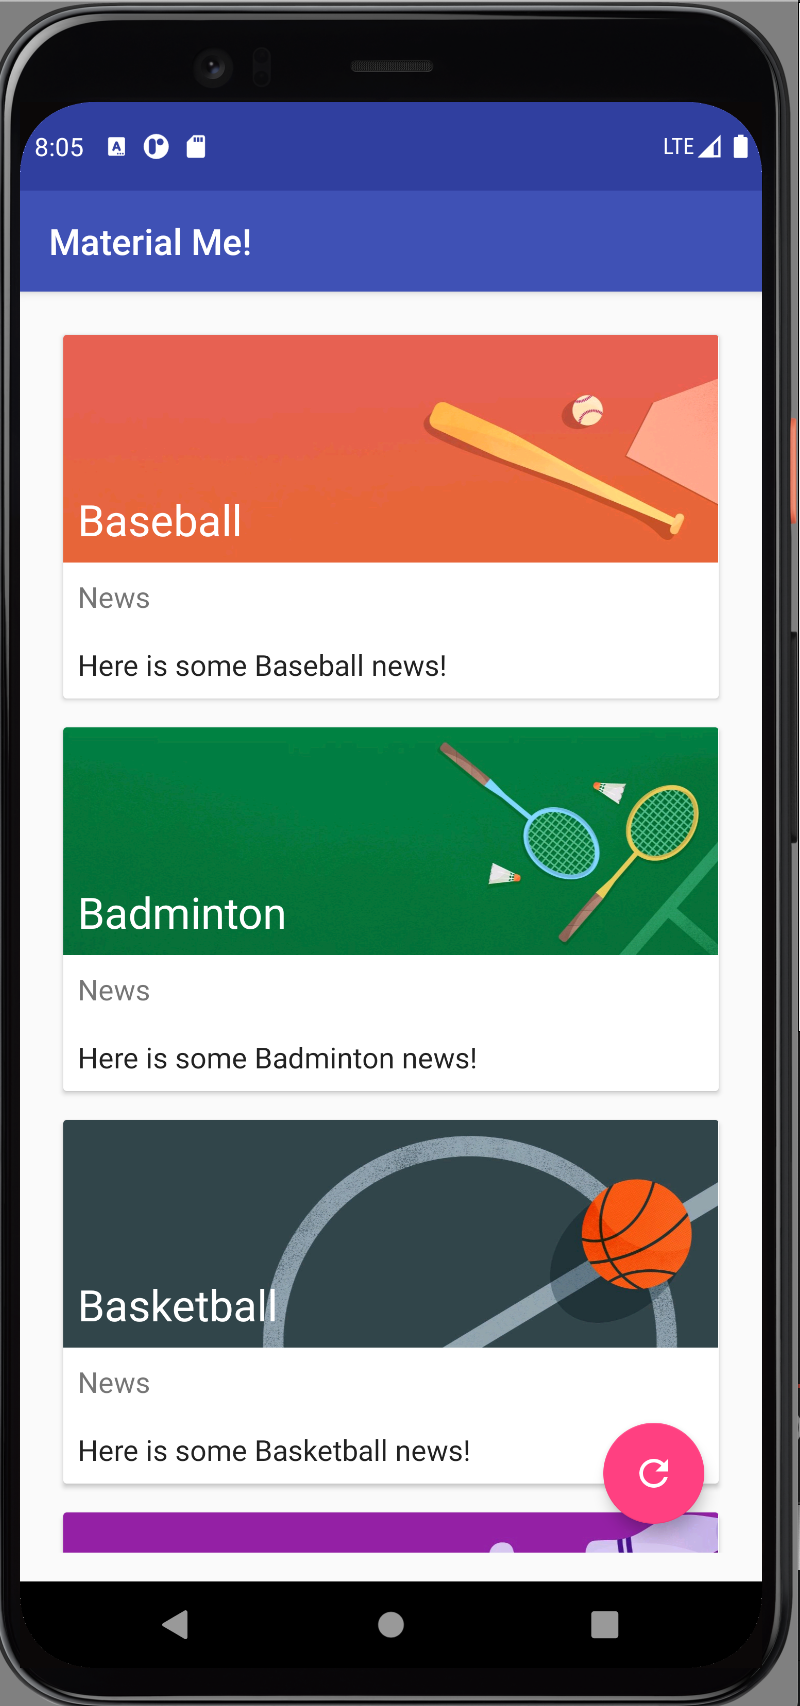 8:05
LTE
Material Me!
Baseball
News
Here is some Baseball news!
Badminton
News
Here is some Badminton news!
Basketball
News
Here is some Basketball news!